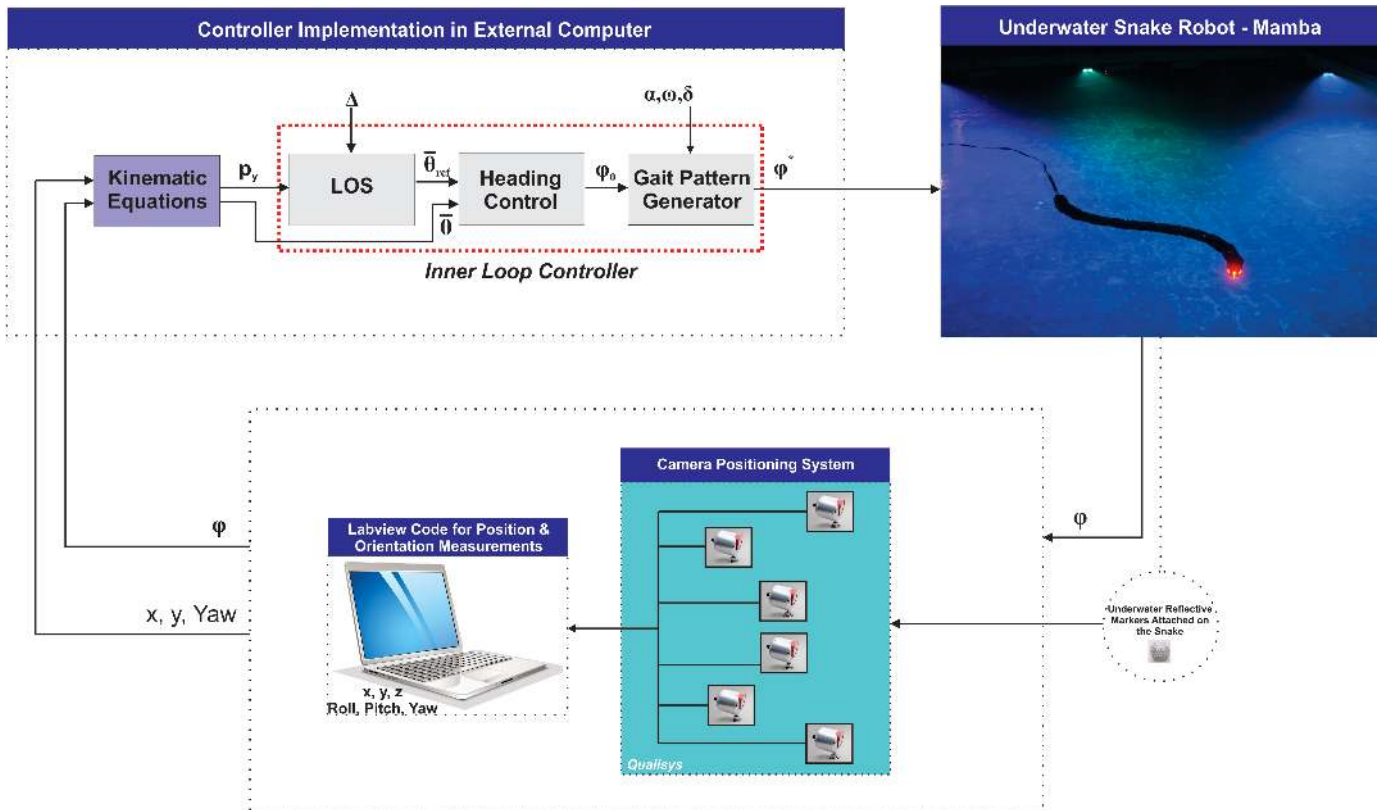 Controller Implementation in External Computer
Underwater Snake Robot - Mamba
Δ
α,ω,δ
Kinematic
Equations
p_y
LOS
θ̅_ref
θ̅
Heading
Control
φ₀
Gait Pattern
Generator
φ*
Inner Loop Controller
Camera Positioning System
Labview Code for Position &
Orientation Measurements
φ
φ
x, y, Yaw
x, y, z
Roll, Pitch, Yaw
Underwater Reflective
Markers Attached on
the Snake
Qualisys